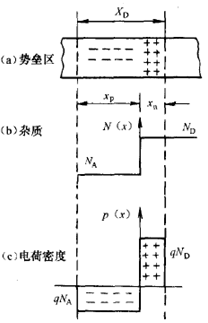 X_D
(a)势垒区
x_p x_n
(b)杂质 N(x) N_D
N_A
p(x)
(c)电荷密度 qN_D
qN_A